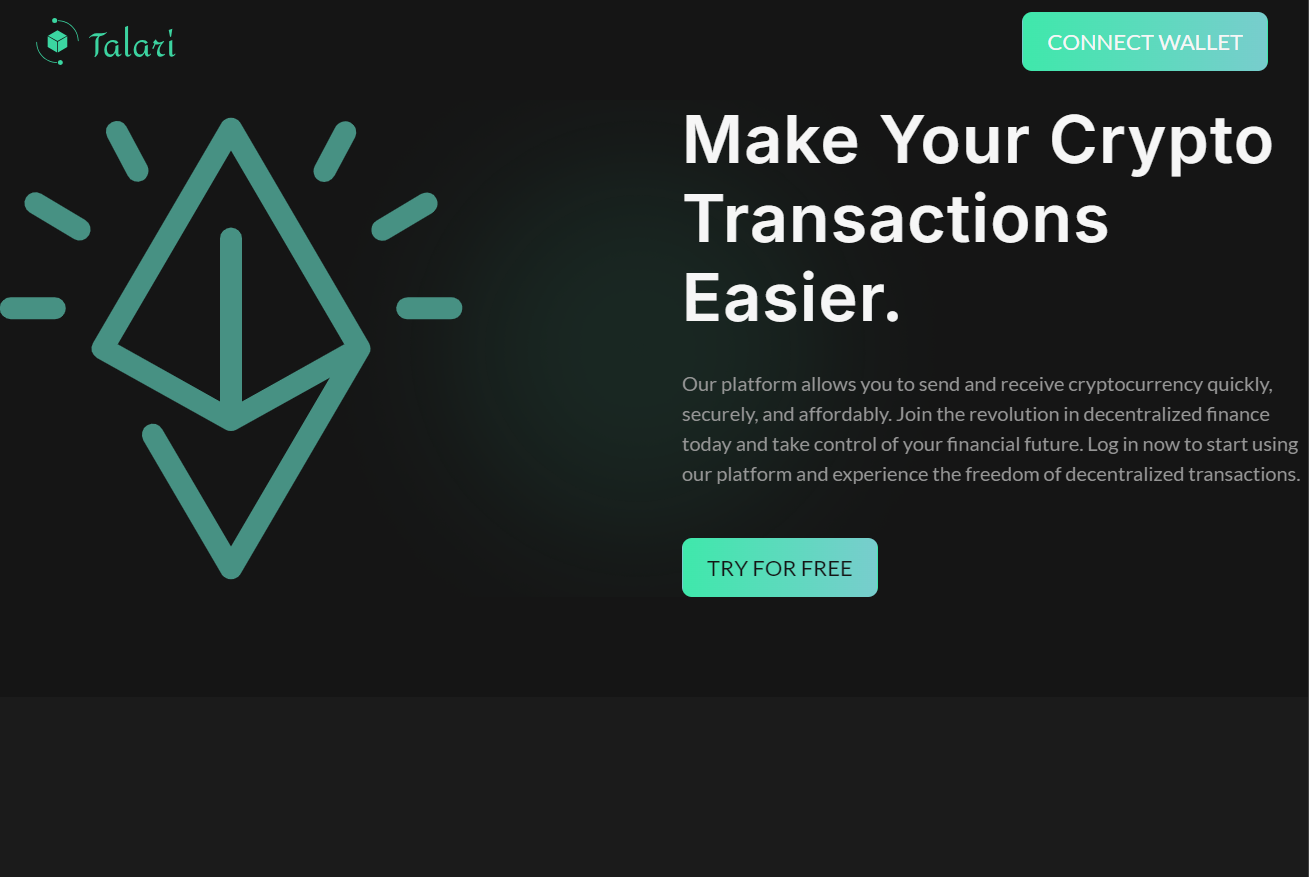 Talari
CONNECT WALLET
Make Your Crypto
Transactions
Easier.
Our platform allows you to send and receive cryptocurrency quickly,
securely, and affordably. Join the revolution in decentralized finance
today and take control of your financial future. Log in now to start using
our platform and experience the freedom of decentralized transactions.
TRY FOR FREE